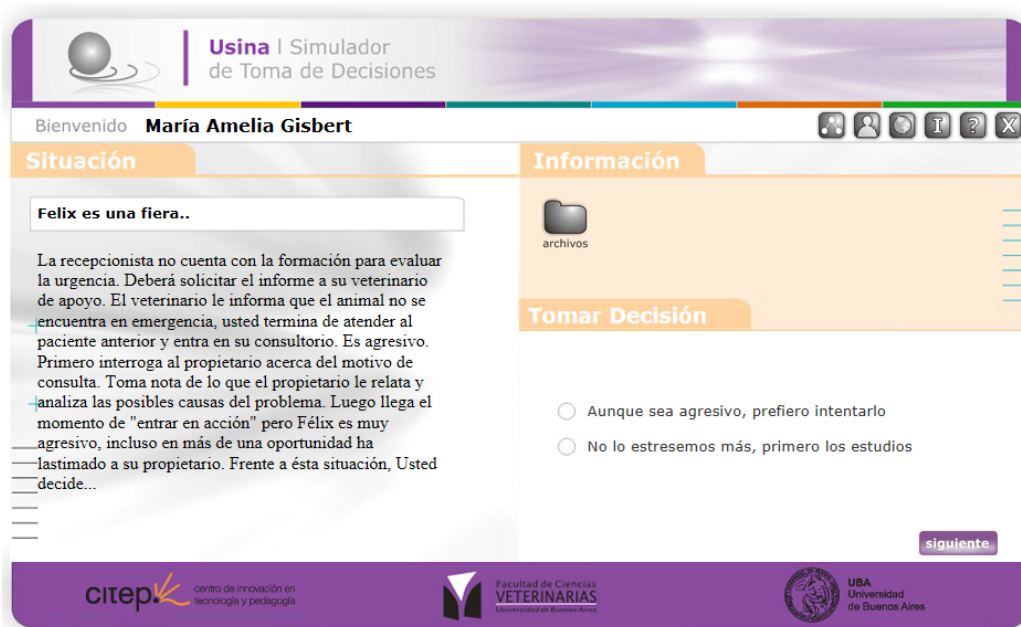 Usina | Simulador
de Toma de Decisiones
Bienvenido María Amelia Gisbert
I ? X
Situación
Felix es una fiera..
La recepcionista no cuenta con la formación para evaluar
la urgencia. Deberá solicitar el informe a su veterinario
de apoyo. El veterinario le informa que el animal no se
encuentra en emergencia, usted termina de atender al
paciente anterior y entra en su consultorio. Es agresivo.
Primero interroga al propietario acerca del motivo de
consulta. Toma nota de lo que el propietario le relata y
analiza las posibles causas del problema. Luego llega el
momento de "entrar en acción" pero Félix es muy
agresivo, incluso en más de una oportunidad ha
lastimado a su propietario. Frente a ésta situación, Usted
decide...
Información
archivos
Tomar Decisión
Aunque sea agresivo, prefiero intentarlo
No lo estresemos más, primero los estudios
siguiente
citep
centro de innovación en
tecnología y pedagogía
Facultad de Ciencias
VETERINARIAS
Universidad de Buenos Aires
UBA
Universidad
de Buenos Aires